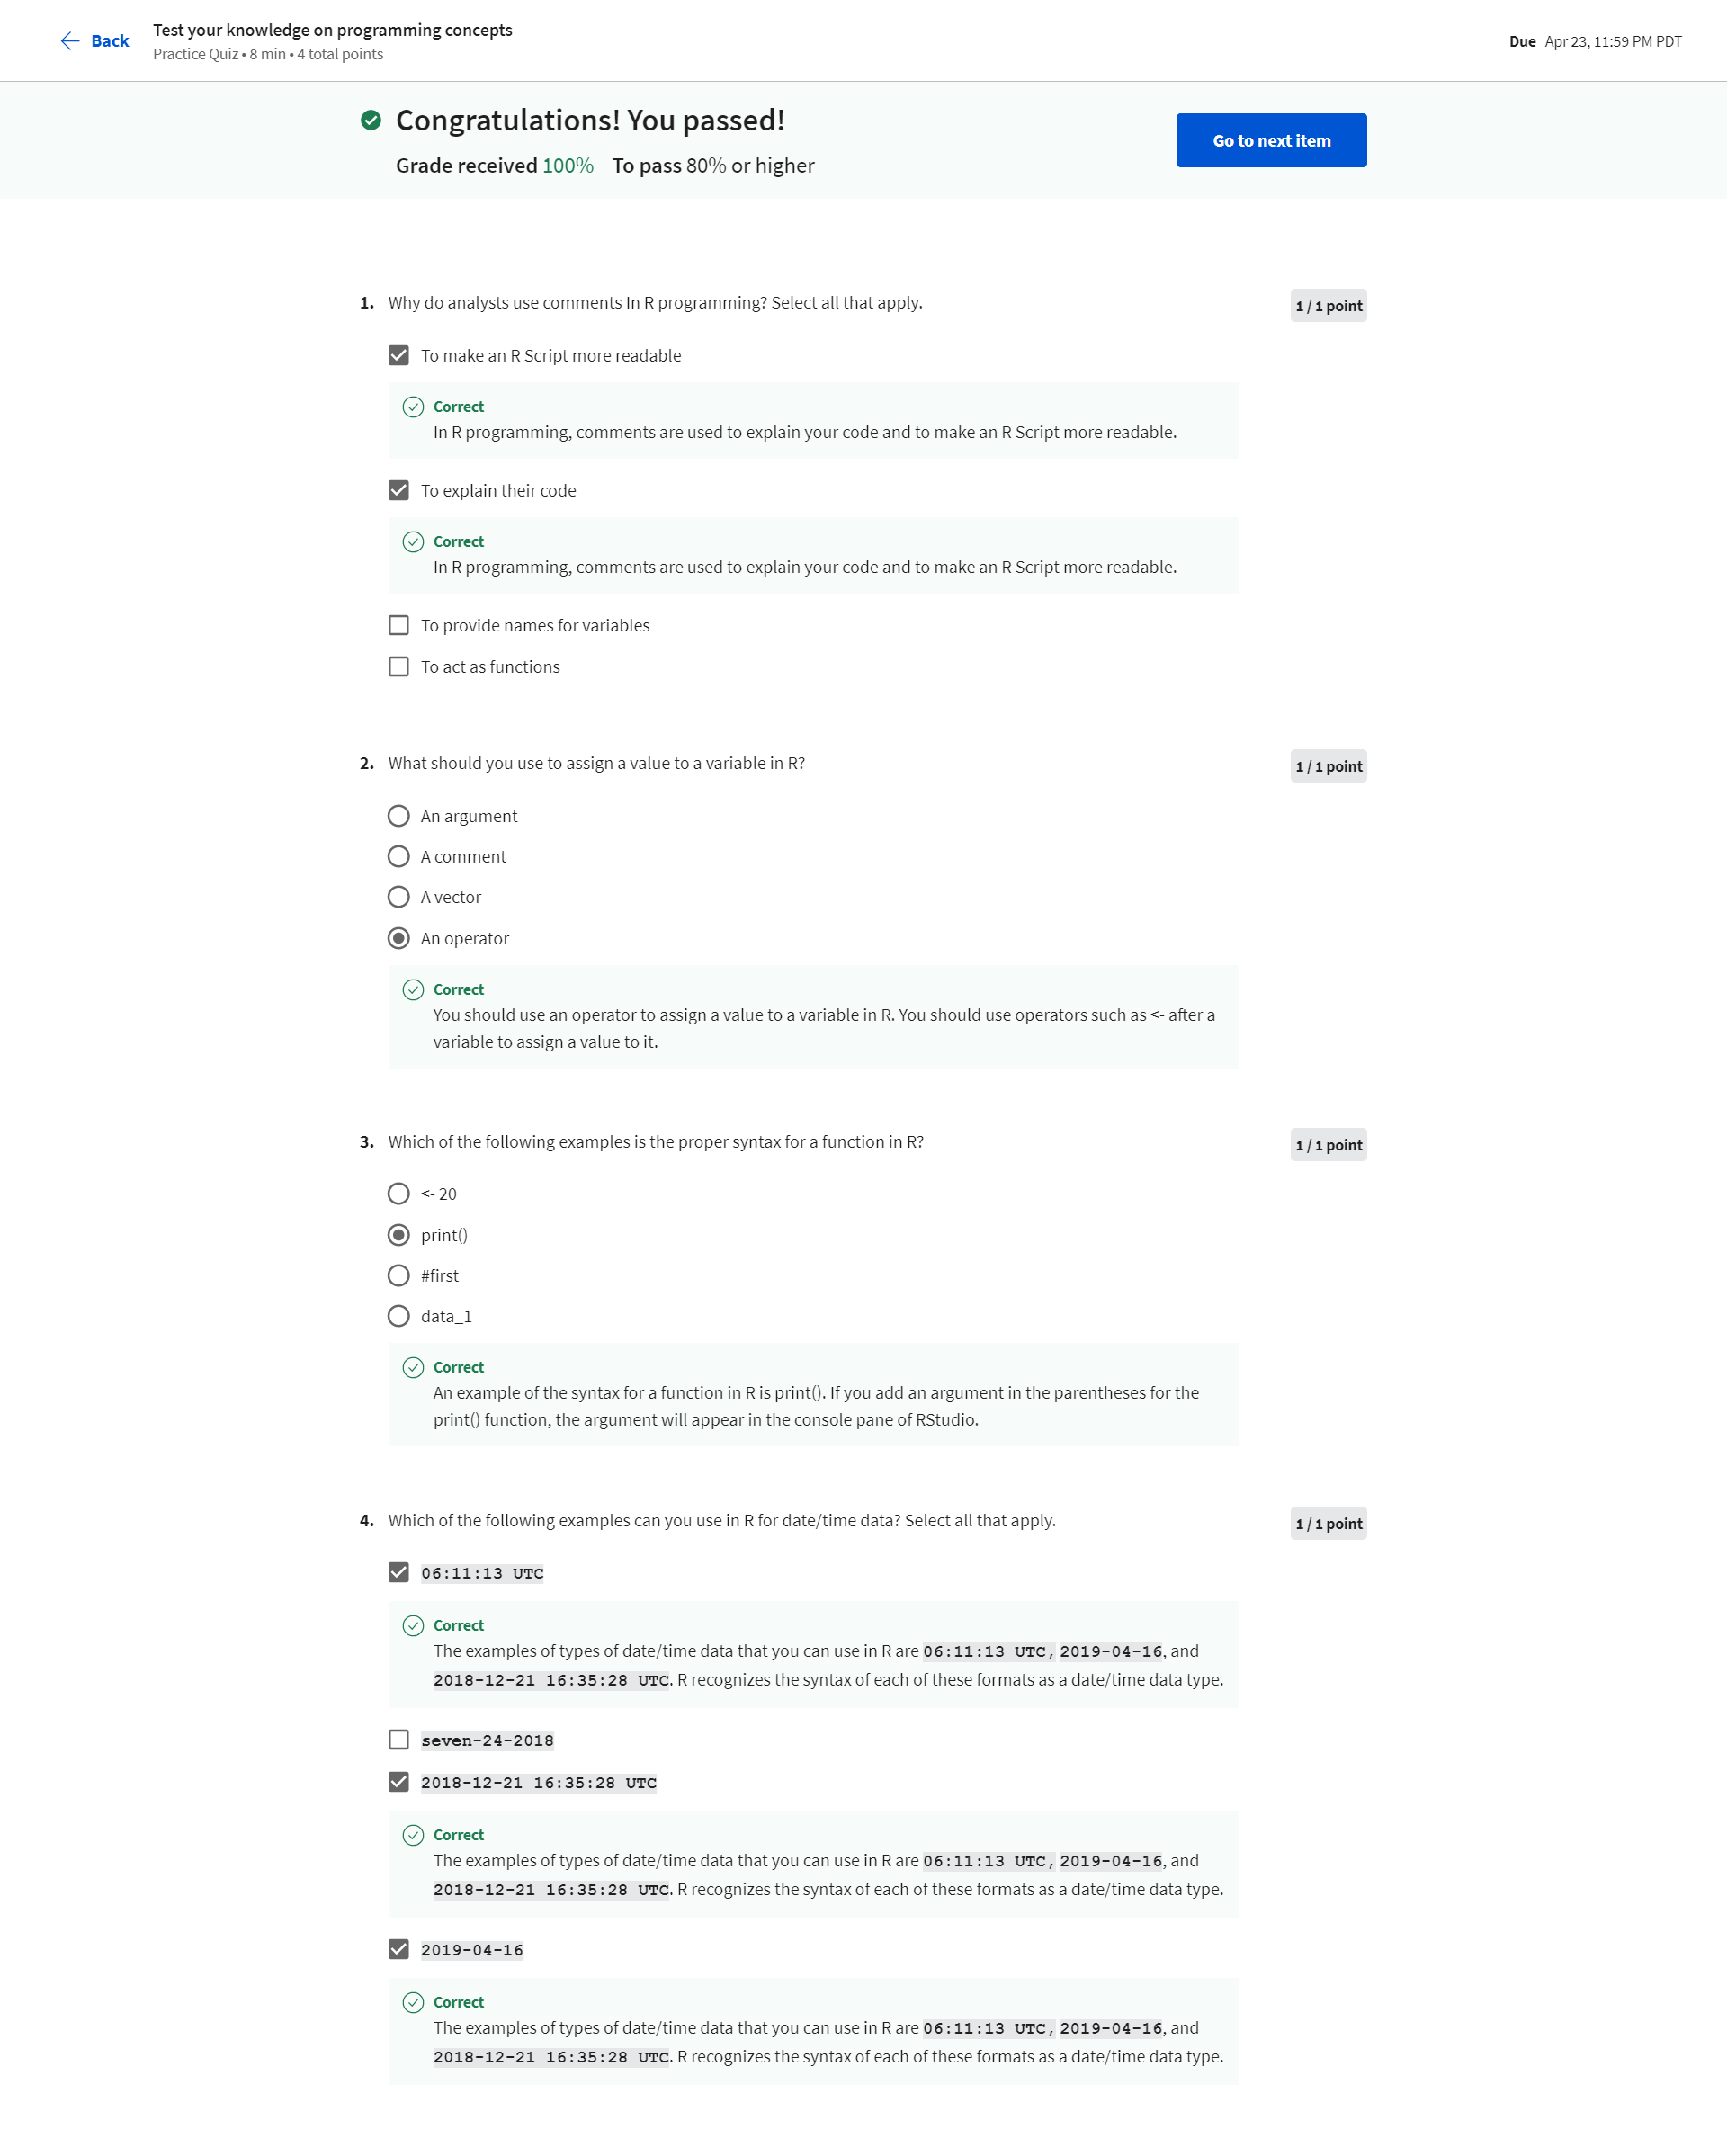 Back
Test your knowledge on programming concepts
Practice Quiz • 8 min • 4 total points
Due Apr 23, 11:59 PM PDT
Congratulations! You passed!
Grade received 100% To pass 80% or higher
Go to next item
1. Why do analysts use comments In R programming? Select all that apply.
1 / 1 point
To make an R Script more readable
Correct
In R programming, comments are used to explain your code and to make an R Script more readable.
To explain their code
Correct
In R programming, comments are used to explain your code and to make an R Script more readable.
To provide names for variables
To act as functions
2. What should you use to assign a value to a variable in R?
1 / 1 point
An argument
A comment
A vector
An operator
Correct
You should use an operator to assign a value to a variable in R. You should use operators such as <- after a
variable to assign a value to it.
3. Which of the following examples is the proper syntax for a function in R?
1 / 1 point
<- 20
print()
#first
data_1
Correct
An example of the syntax for a function in R is print(). If you add an argument in the parentheses for the
print() function, the argument will appear in the console pane of RStudio.
4. Which of the following examples can you use in R for date/time data? Select all that apply.
1 / 1 point
06:11:13 UTC
Correct
The examples of types of date/time data that you can use in R are 06:11:13 UTC, 2019-04-16, and
2018-12-21 16:35:28 UTC. R recognizes the syntax of each of these formats as a date/time data type.
seven-24-2018
2018-12-21 16:35:28 UTC
Correct
The examples of types of date/time data that you can use in R are 06:11:13 UTC, 2019-04-16, and
2018-12-21 16:35:28 UTC. R recognizes the syntax of each of these formats as a date/time data type.
2019-04-16
Correct
The examples of types of date/time data that you can use in R are 06:11:13 UTC, 2019-04-16, and
2018-12-21 16:35:28 UTC. R recognizes the syntax of each of these formats as a date/time data type.